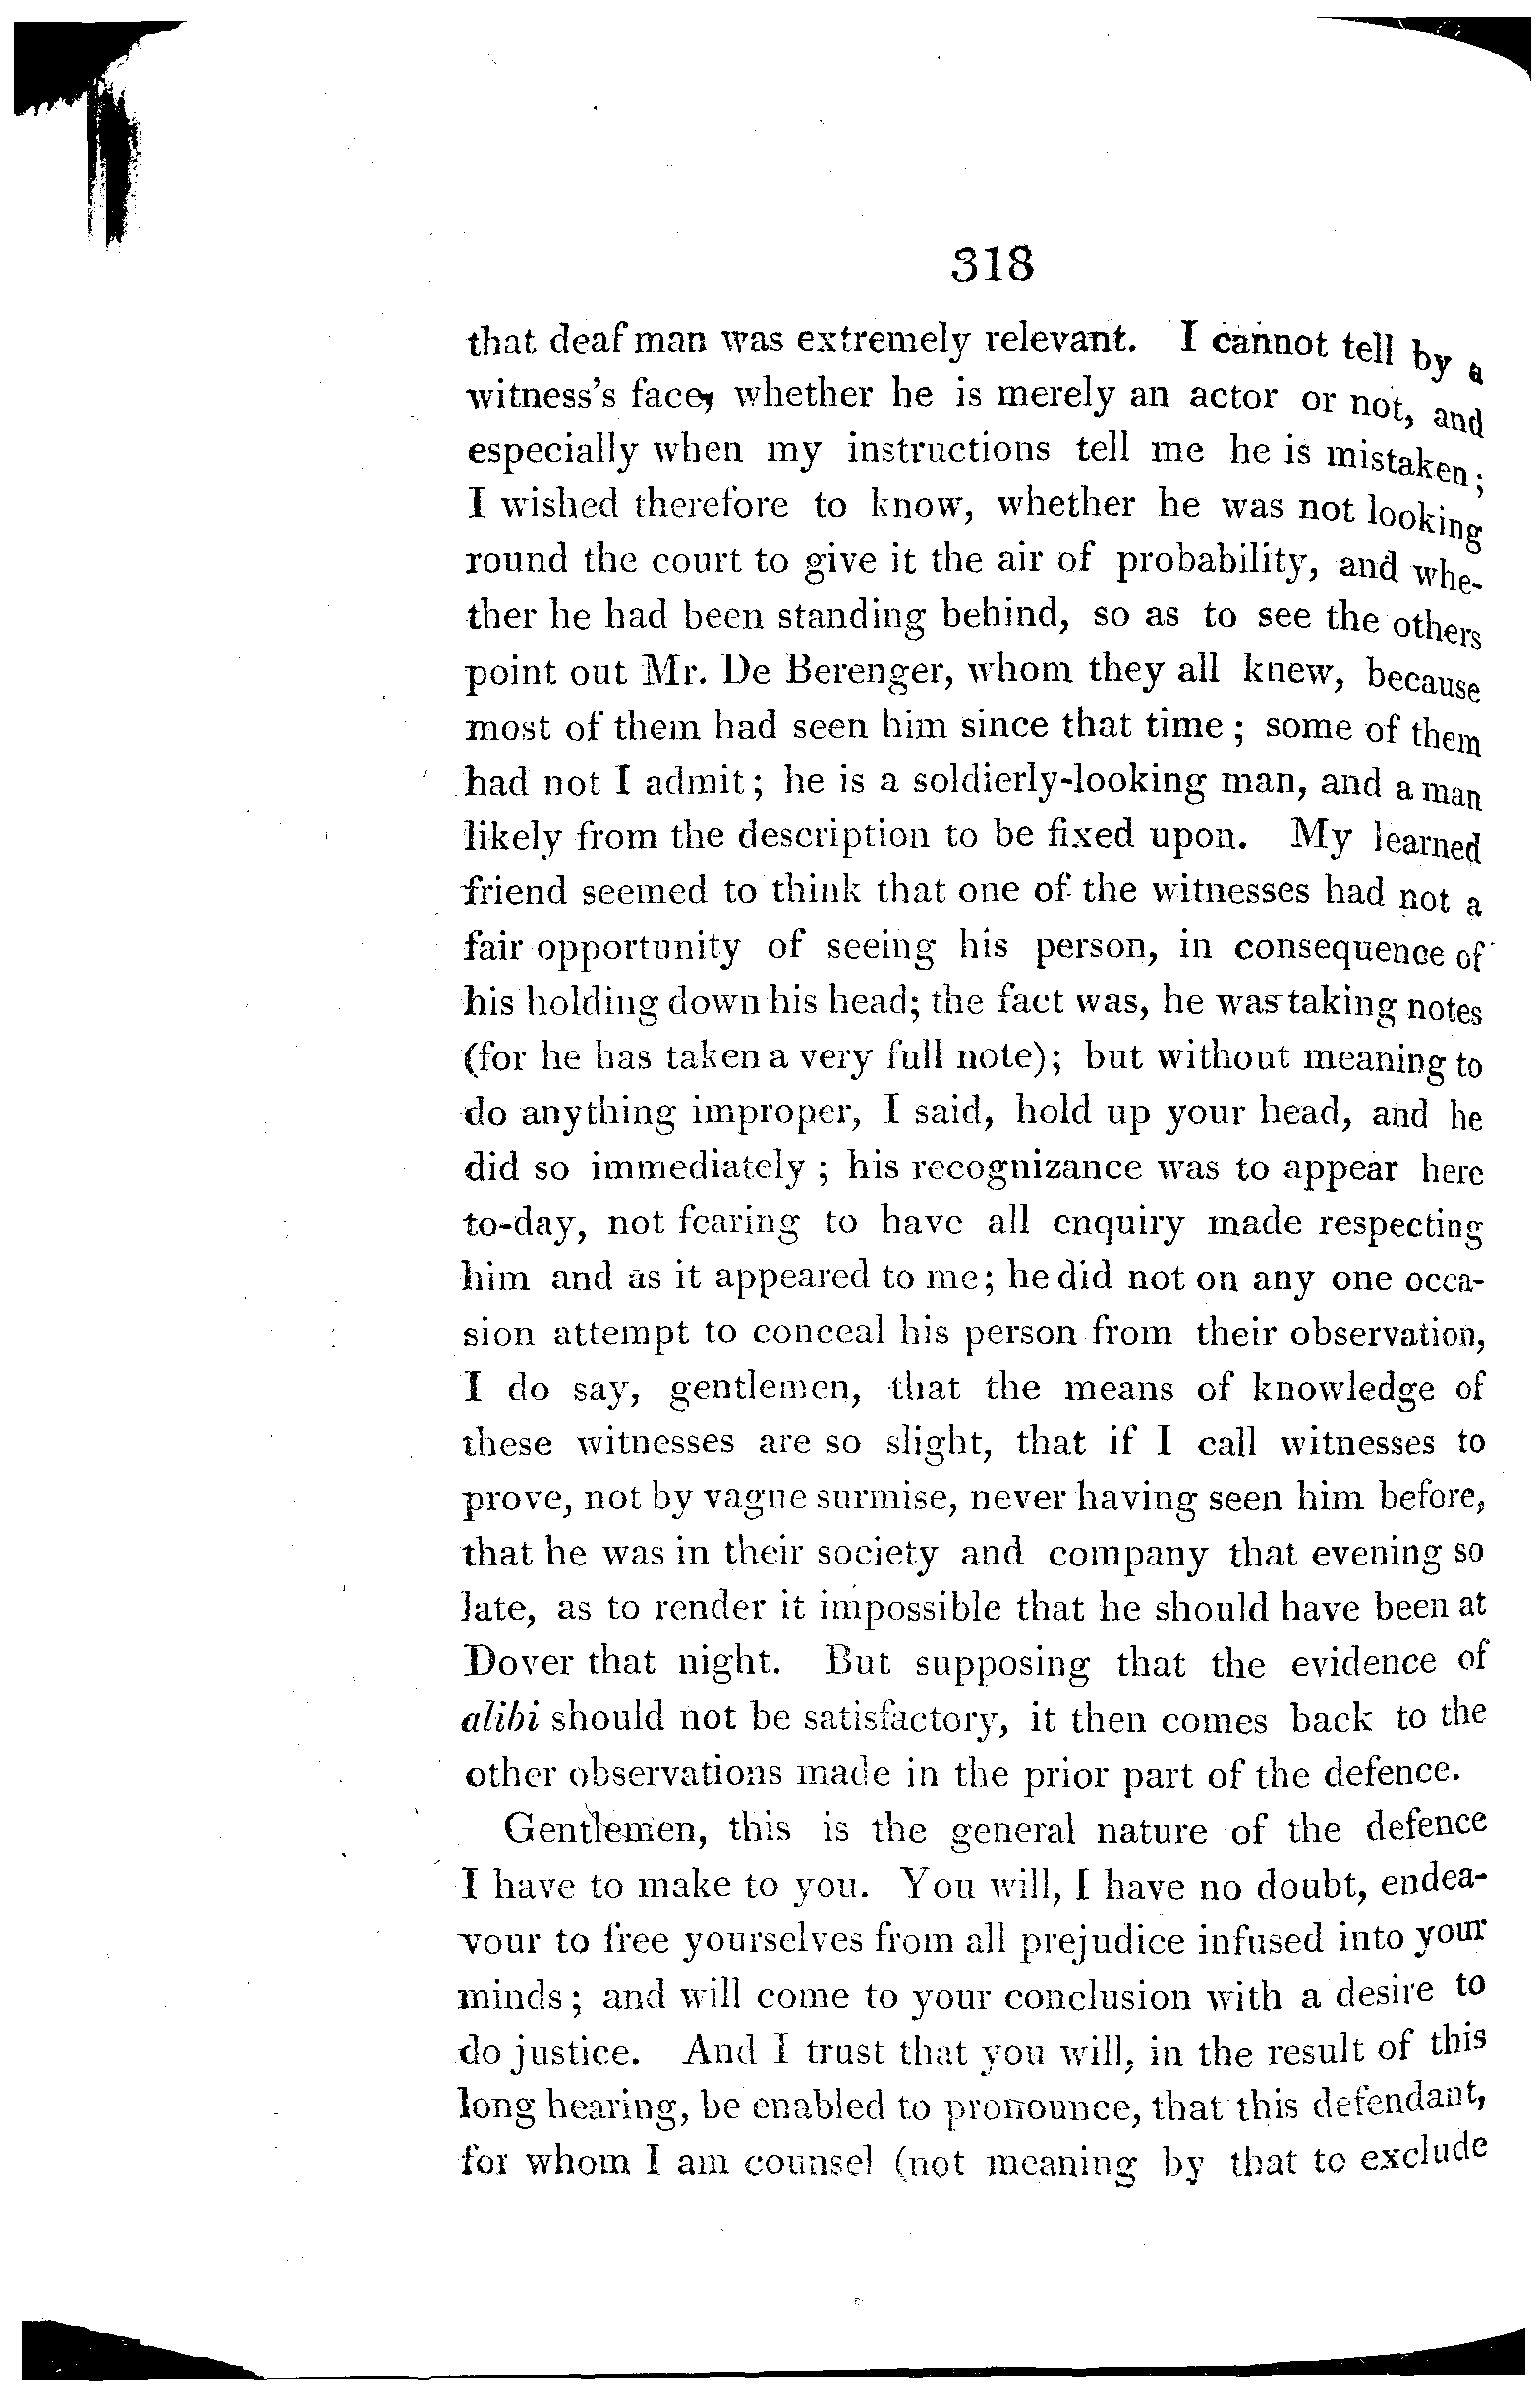 318
that deaf man was extremely relevant. I cannot tell by a
witness's face, whether he is merely an actor or not, and
especially when my instructions tell me he is mistaken;
I wished therefore to know, whether he was not looking
round the court to give it the air of probability, and whe-
ther he had been standing behind, so as to see the others
point out Mr. De Berenger, whom they all knew, because
most of them had seen him since that time; some of them
had not I admit; he is a soldierly-looking man, and a man
likely from the description to be fixed upon. My learned
friend seemed to think that one of the witnesses had not a
fair opportunity of seeing his person, in consequence of
his holding down his head; the fact was, he was taking notes
(for he has taken a very full note); but without meaning to
do anything improper, I said, hold up your head, and he
did so immediately; his recognizance was to appear here
to-day, not fearing to have all enquiry made respecting
him and as it appeared to me; he did not on any one occa-
sion attempt to conceal his person from their observation,
I do say, gentlemen, that the means of knowledge of
these witnesses are so slight, that if I call witnesses to
prove, not by vague surmise, never having seen him before,
that he was in their society and company that evening so
late, as to render it impossible that he should have been at
Dover that night. But supposing that the evidence of
alibi should not be satisfactory, it then comes back to the
other observations made in the prior part of the defence.
Gentlemen, this is the general nature of the defence
I have to make to you. You will, I have no doubt, endea-
vour to free yourselves from all prejudice infused into your
minds; and will come to your conclusion with a desire to
do justice. And I trust that you will, in the result of this
long hearing, be enabled to pronounce, that this defendant,
for whom I am counsel (not meaning by that to exclude